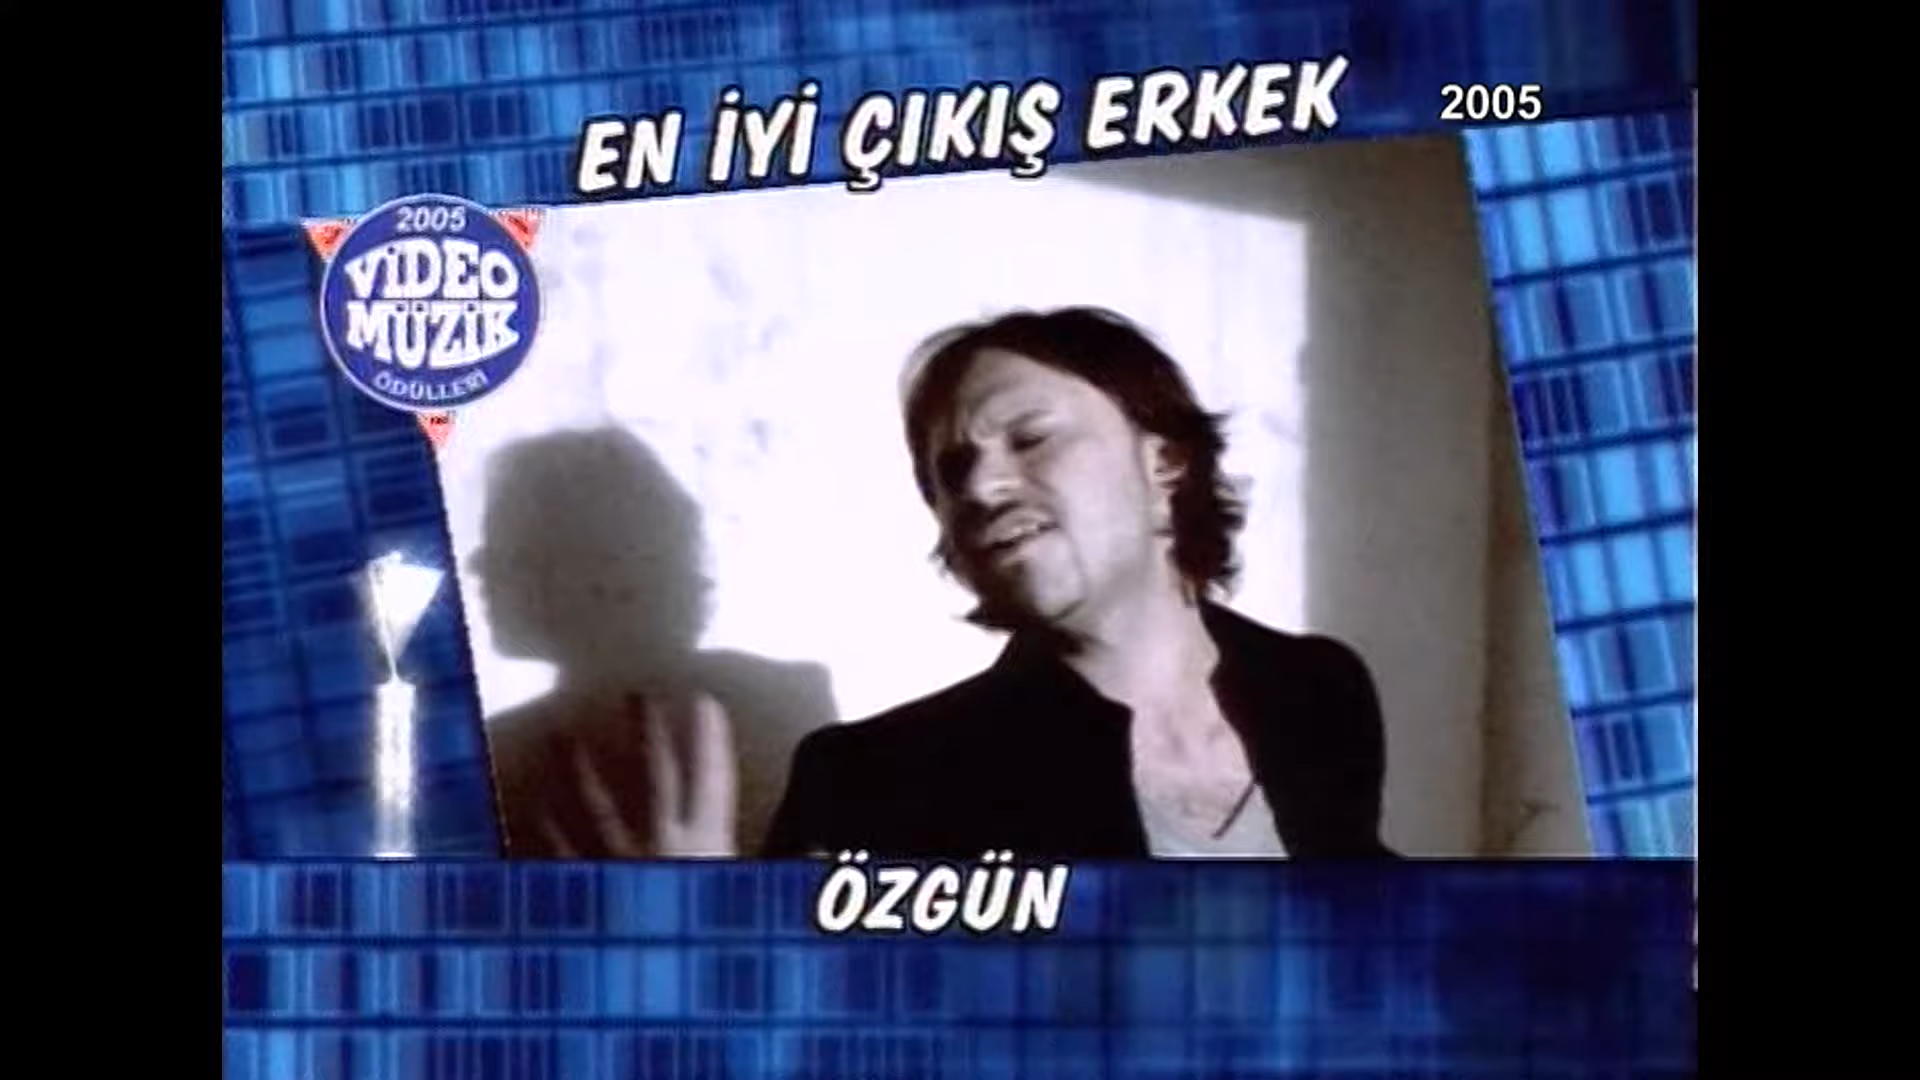 EN İYİ ÇIKIŞ ERKEK
2005
2005
VİDEO
MÜZİK
ÖDÜLLERİ
ÖZGÜN